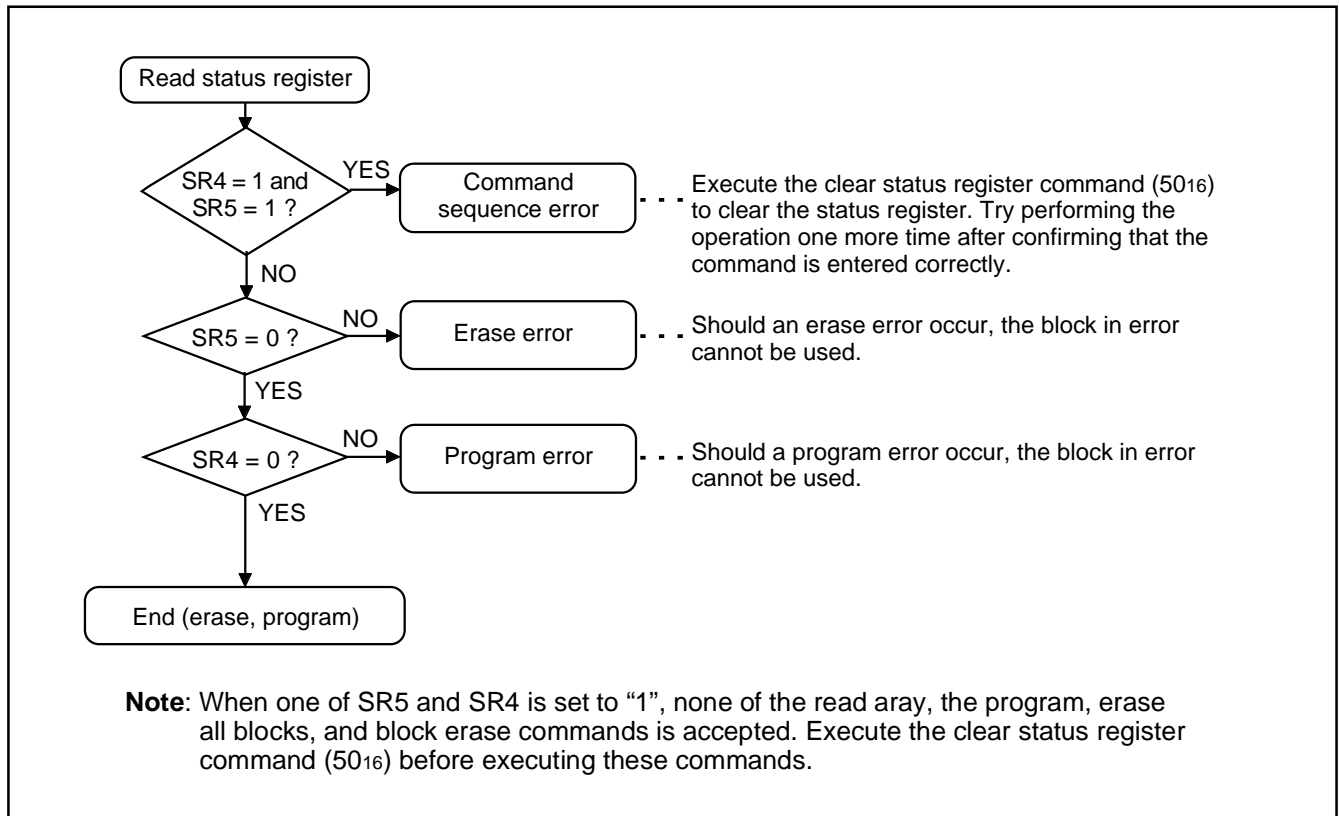 Read status register
SR4 = 1 and
SR5 = 1 ?
YES
Command
sequence error
Execute the clear status register command (5016)
to clear the status register. Try performing the
operation one more time after confirming that the
command is entered correctly.
NO
SR5 = 0 ?
NO
Erase error
Should an erase error occur, the block in error
cannot be used.
YES
SR4 = 0 ?
NO
Program error
Should a program error occur, the block in error
cannot be used.
YES
End (erase, program)
Note: When one of SR5 and SR4 is set to “1”, none of the read aray, the program, erase
all blocks, and block erase commands is accepted. Execute the clear status register
command (5016) before executing these commands.